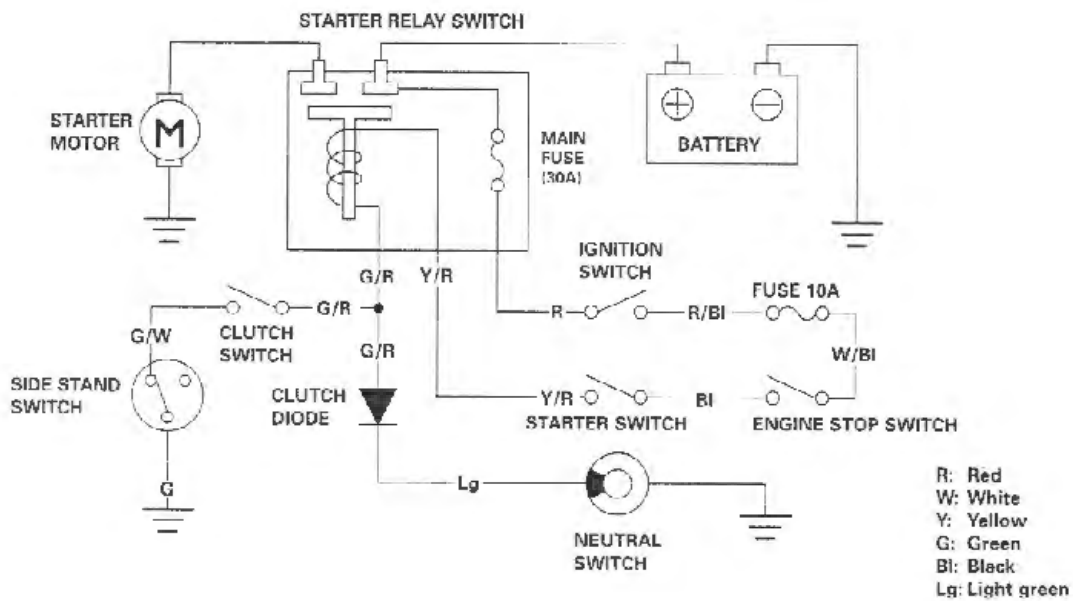 STARTER RELAY SWITCH
STARTER
MOTOR
M
MAIN
FUSE
(30A)
+
−
BATTERY
G/R
Y/R
IGNITION
SWITCH
FUSE 10A
R
R/Bl
W/Bl
G/W
G/R
CLUTCH
SWITCH
G/R
SIDE STAND
SWITCH
CLUTCH
DIODE
Y/R
Bl
STARTER SWITCH
ENGINE STOP SWITCH
G
Lg
NEUTRAL
SWITCH
R: Red
W: White
Y: Yellow
G: Green
Bl: Black
Lg: Light green